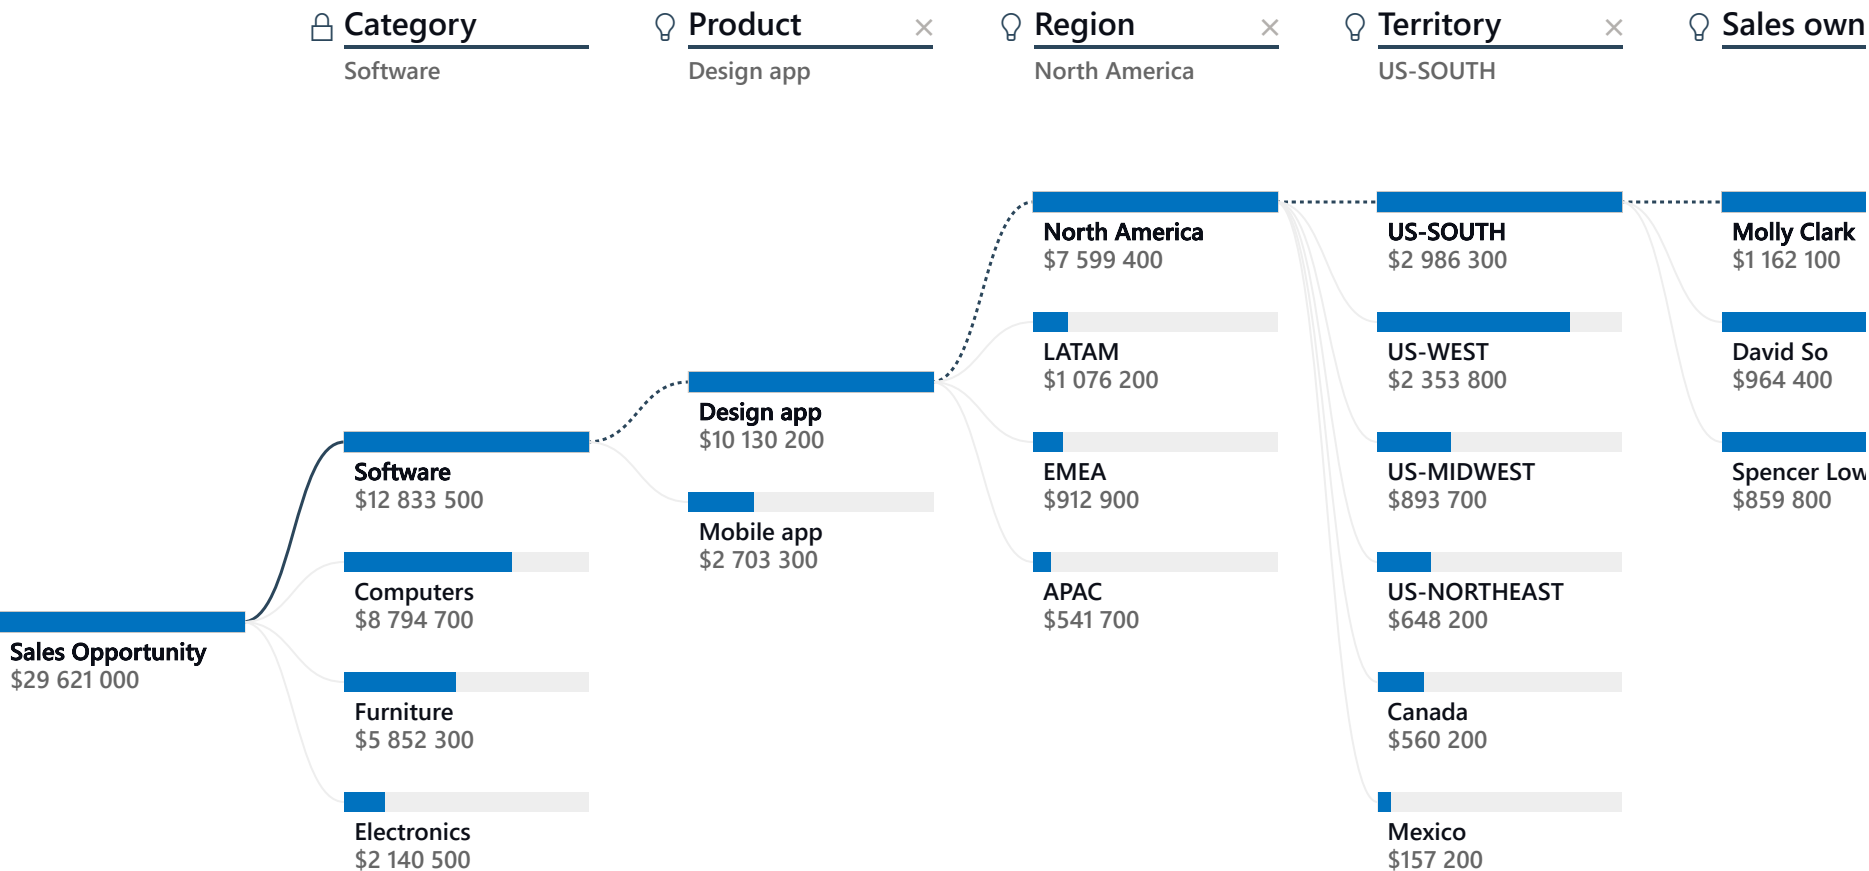 Category
Software
Product
Design app
Region
North America
Territory
US-SOUTH
Sales own
Sales Opportunity
$29 621 000
Software
$12 833 500
Computers
$8 794 700
Furniture
$5 852 300
Electronics
$2 140 500
Design app
$10 130 200
Mobile app
$2 703 300
North America
$7 599 400
LATAM
$1 076 200
EMEA
$912 900
APAC
$541 700
US-SOUTH
$2 986 300
US-WEST
$2 353 800
US-MIDWEST
$893 700
US-NORTHEAST
$648 200
Canada
$560 200
Mexico
$157 200
Molly Clark
$1 162 100
David So
$964 400
Spencer Low
$859 800